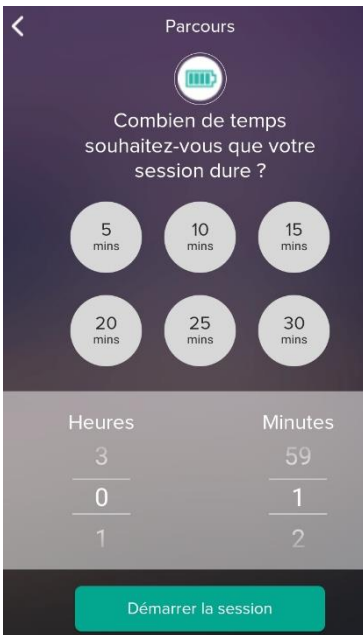 Parcours
Combien de temps
souhaitez-vous que votre
session dure ?
5 10 15
mins mins mins
20 25 30
mins mins mins
Heures Minutes
3 59
0 1
1 2
Démarrer la session